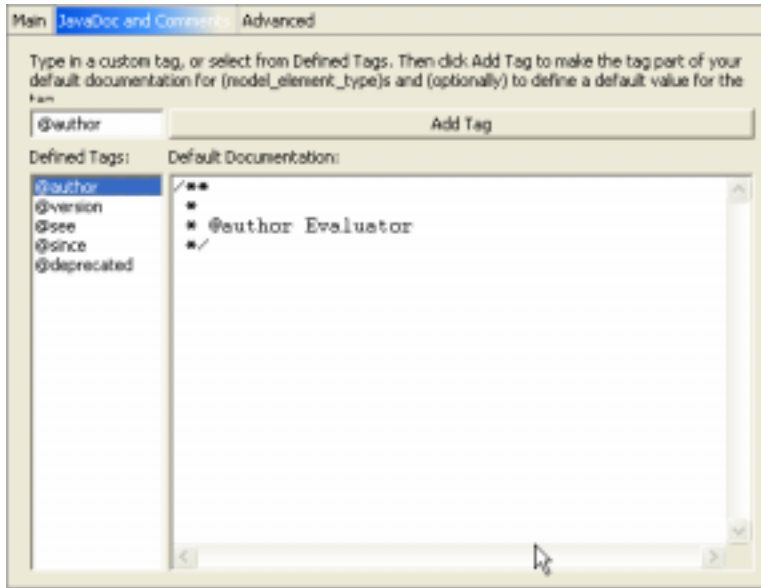 Main JavaDoc and Comments Advanced
Type in a custom tag, or select from Defined Tags. Then click Add Tag to make the tag part of your
default documentation for (model_element_type)s and (optionally) to define a default value for the
@author Add Tag
Defined Tags: Default Documentation:
@author
@version
@see
@since
@deprecated
/**
*
* @author Evaluator
*/